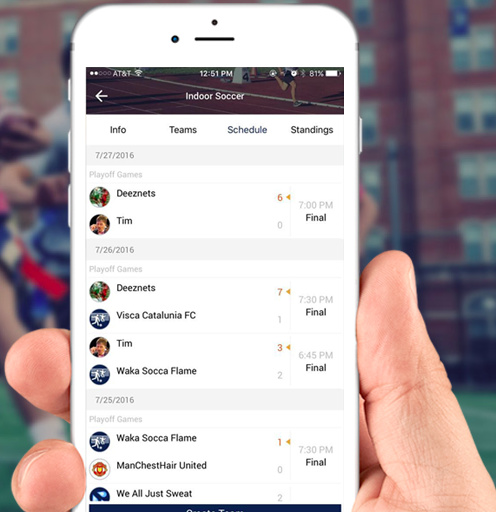 AT&T 12:51 PM 81%
Indoor Soccer
Info Teams Schedule Standings
7/27/2016
Playoff Games
Deeznets 6
7:00 PM
Tim 0
Final
7/26/2016
Playoff Games
Deeznets 7
7:30 PM
Visca Catalunia FC 1
Final
Tim 3
6:45 PM
Waka Socca Flame 2
Final
7/25/2016
Playoff Games
Waka Socca Flame 1
7:30 PM
ManChestHair United 0
Final
We All Just Sweat 2
Create Team